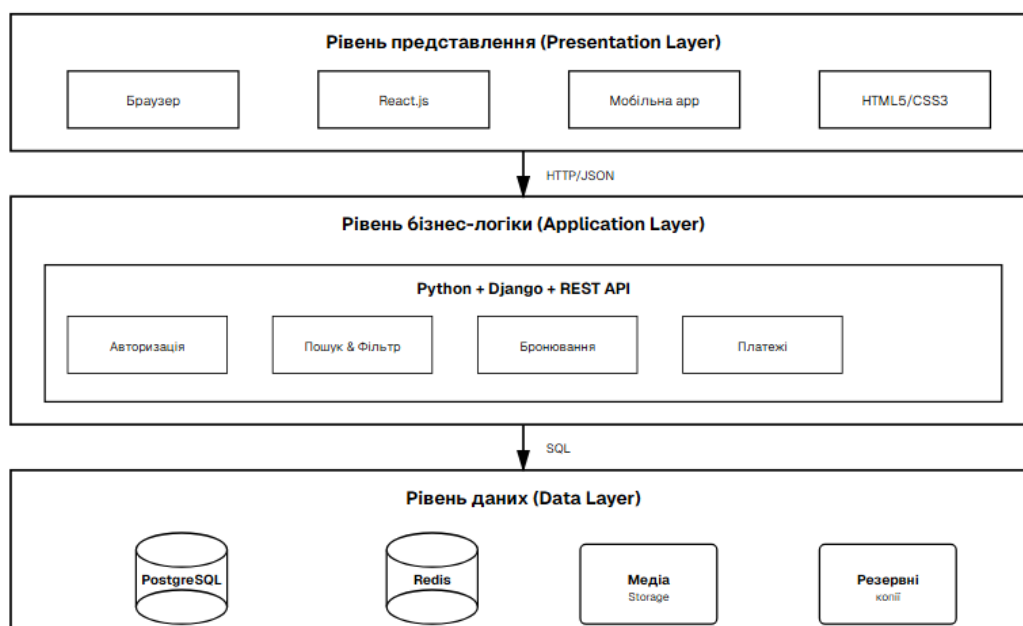 Рівень представлення (Presentation Layer)
Браузер
React.js
Мобільна app
HTML5/CSS3
HTTP/JSON
Рівень бізнес-логіки (Application Layer)
Python + Django + REST API
Авторизація
Пошук & Фільтр
Бронювання
Платежі
SQL
Рівень даних (Data Layer)
PostgreSQL
Redis
Медіа
Storage
Резервні
копії